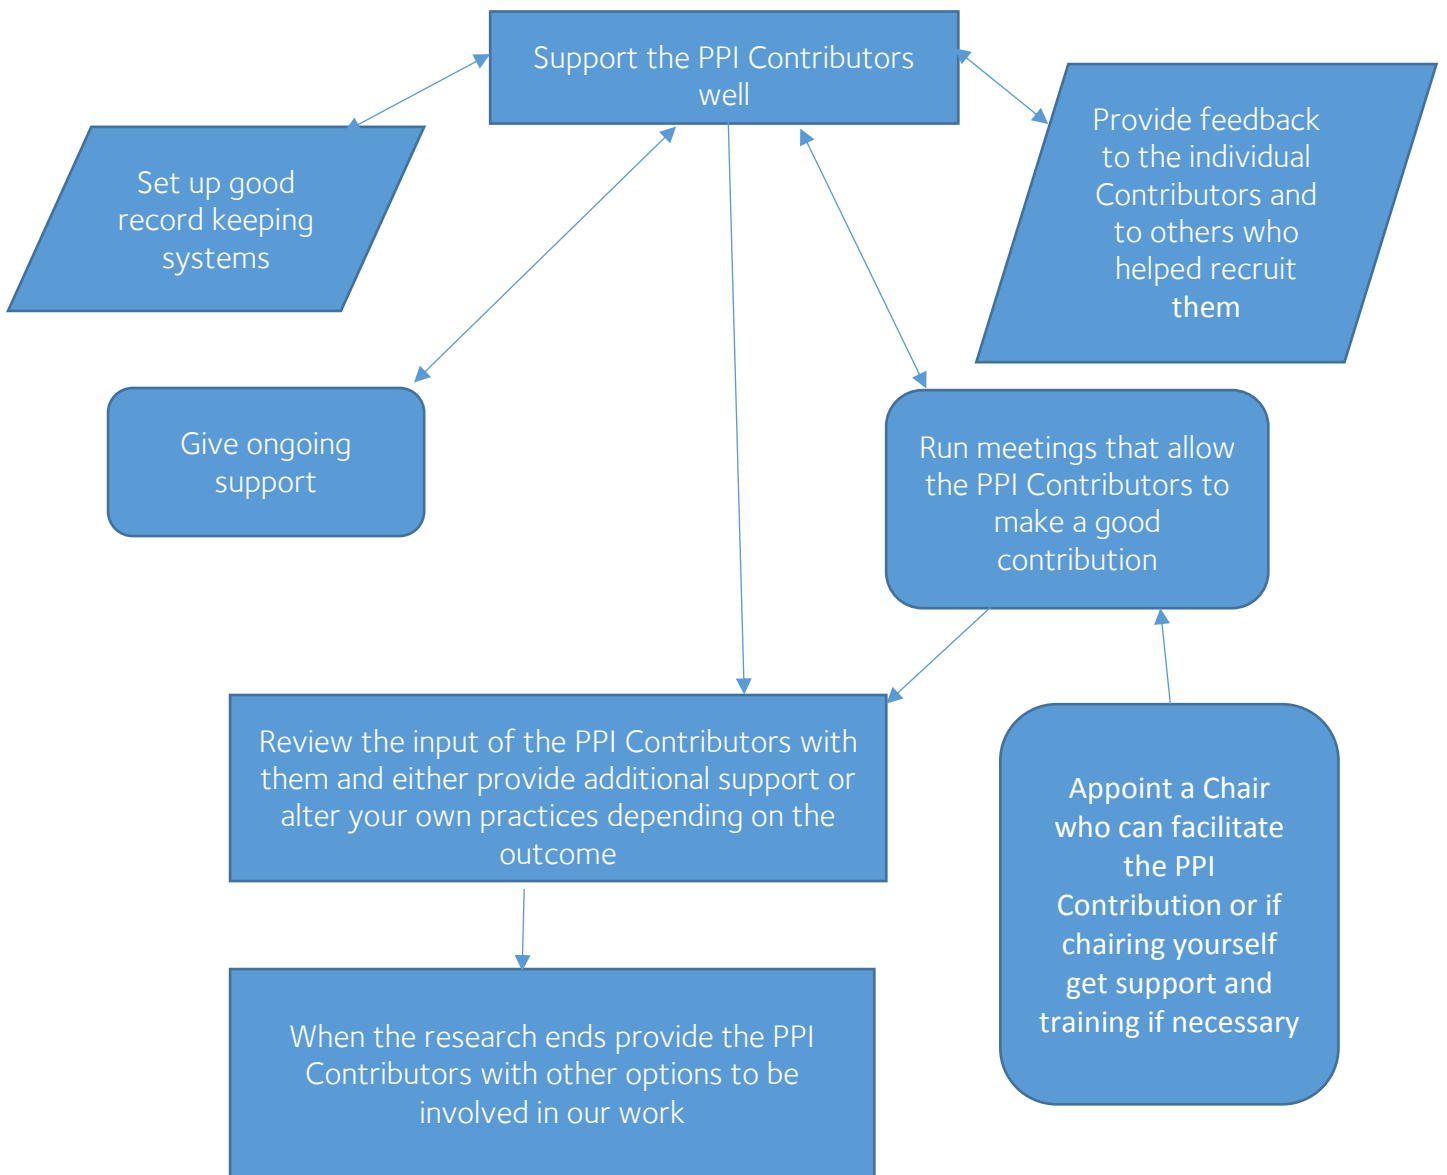 Support the PPI Contributors
well
Set up good
record keeping
systems
Provide feedback
to the individual
Contributors and
to others who
helped recruit
them
Give ongoing
support
Run meetings that allow
the PPI Contributors to
make a good
contribution
Review the input of the PPI Contributors with
them and either provide additional support or
alter your own practices depending on the
outcome
Appoint a Chair
who can facilitate
the PPI
Contribution or if
chairing yourself
get support and
training if necessary
When the research ends provide the PPI
Contributors with other options to be
involved in our work